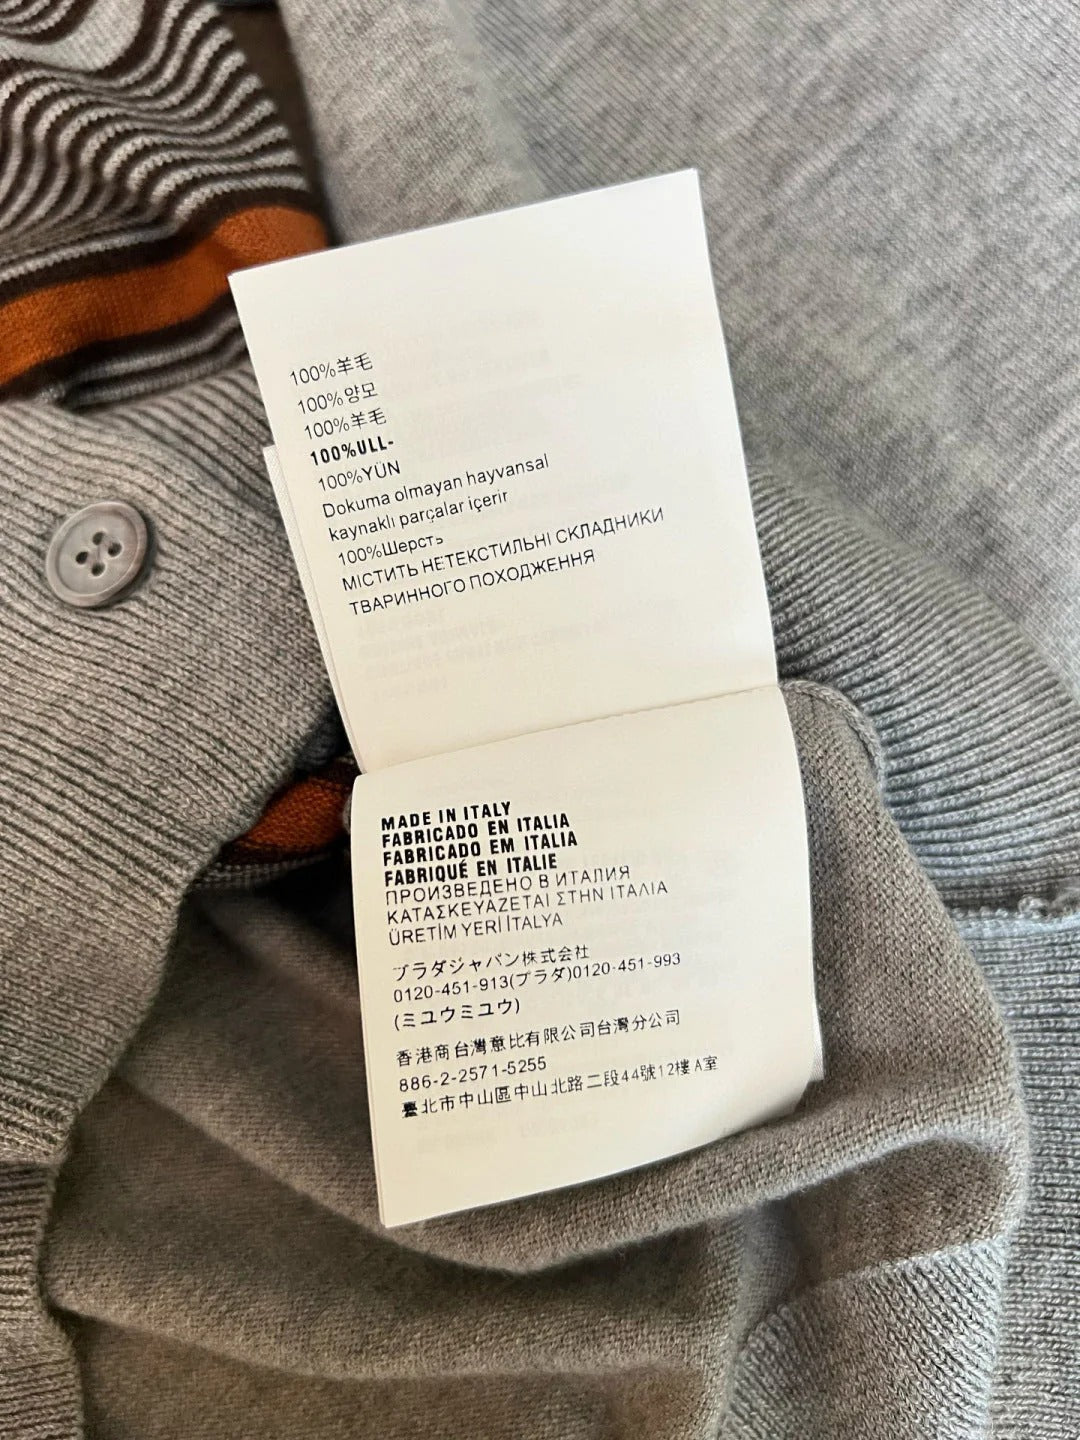 100%羊毛
100%양모
100%羊毛
100%ULL-
100%YÜN
Dokuma olmayan hayvansal
kaynaklı parçalar içerir
100%Шерсть
МІСТИТЬ НЕТЕКСТИЛЬНІ СКЛАДНИКИ
ТВАРИННОГО ПОХОДЖЕННЯ
MADE IN ITALY
FABRICADO EN ITALIA
FABRICADO EM ITALIA
FABRIQUÉ EN ITALIE
ПРОИЗВЕДЕНО В ИТАЛИЯ
ΚΑΤΑΣΚΕΥΑΖΕΤΑΙ ΣΤΗΝ ΙΤΑΛΙΑ
ÜRETİM YERİ İTALYA
プラダジャパン株式会社
0120-451-913(プラダ)0120-451-993
(ミユウミユウ)
香港商台灣意比有限公司台灣分公司
886-2-2571-5255
臺北市中山區中山北路二段44號12樓A室